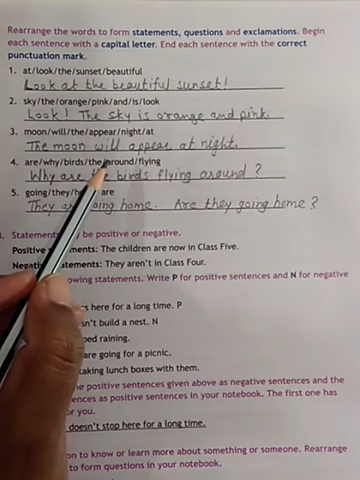 Rearrange the words to form statements, questions and exclamations. Begin
each sentence with a capital letter. End each sentence with the correct
punctuation mark.
1. at/look/the/sunset/beautiful
Look at the beautiful sunset!
2. sky/the/orange/pink/and/is/look
Look! The sky is orange and pink.
3. moon/will/the/appear/night/at
The moon will appear at night.
4. are/why/birds/the/around/flying
Why are the birds flying around?
5. going/they/ are
They are going home. Are they going home?
Statements be positive or negative.
Positive statements: The children are now in Class Five.
Negative statements: They aren't in Class Four.
owing statements. Write P for positive sentences and N for negative
here for a long time. P
sn't build a nest. N
ped raining.
are going for a picnic.
taking lunch boxes with them.
e positive sentences given above as negative sentences and the
ences as positive sentences in your notebook. The first one has
or you.
doesn't stop here for a long time.
on to know or learn more about something or someone. Rearrange
to form questions in your notebook.